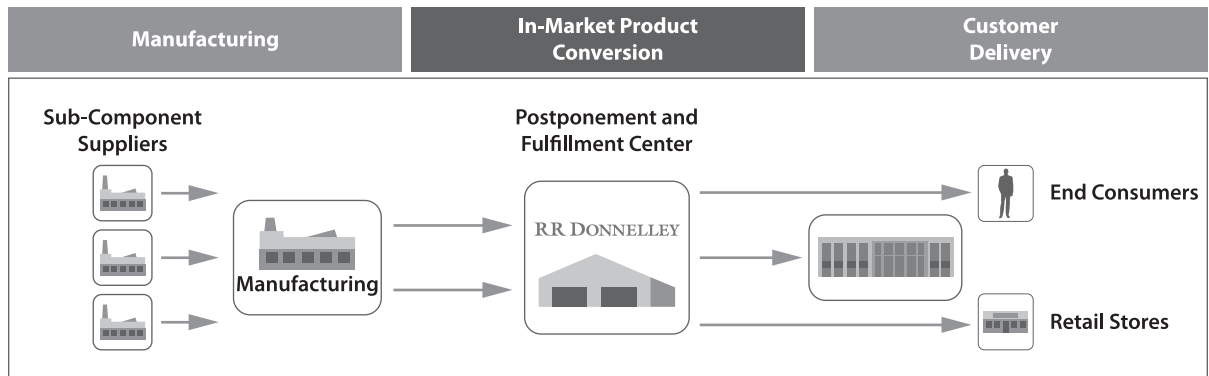 Manufacturing
In-Market Product
Conversion
Customer
Delivery
Sub-Component
Suppliers
Manufacturing
Postponement and
Fulfillment Center
RR DONNELLEY
End Consumers
Retail Stores